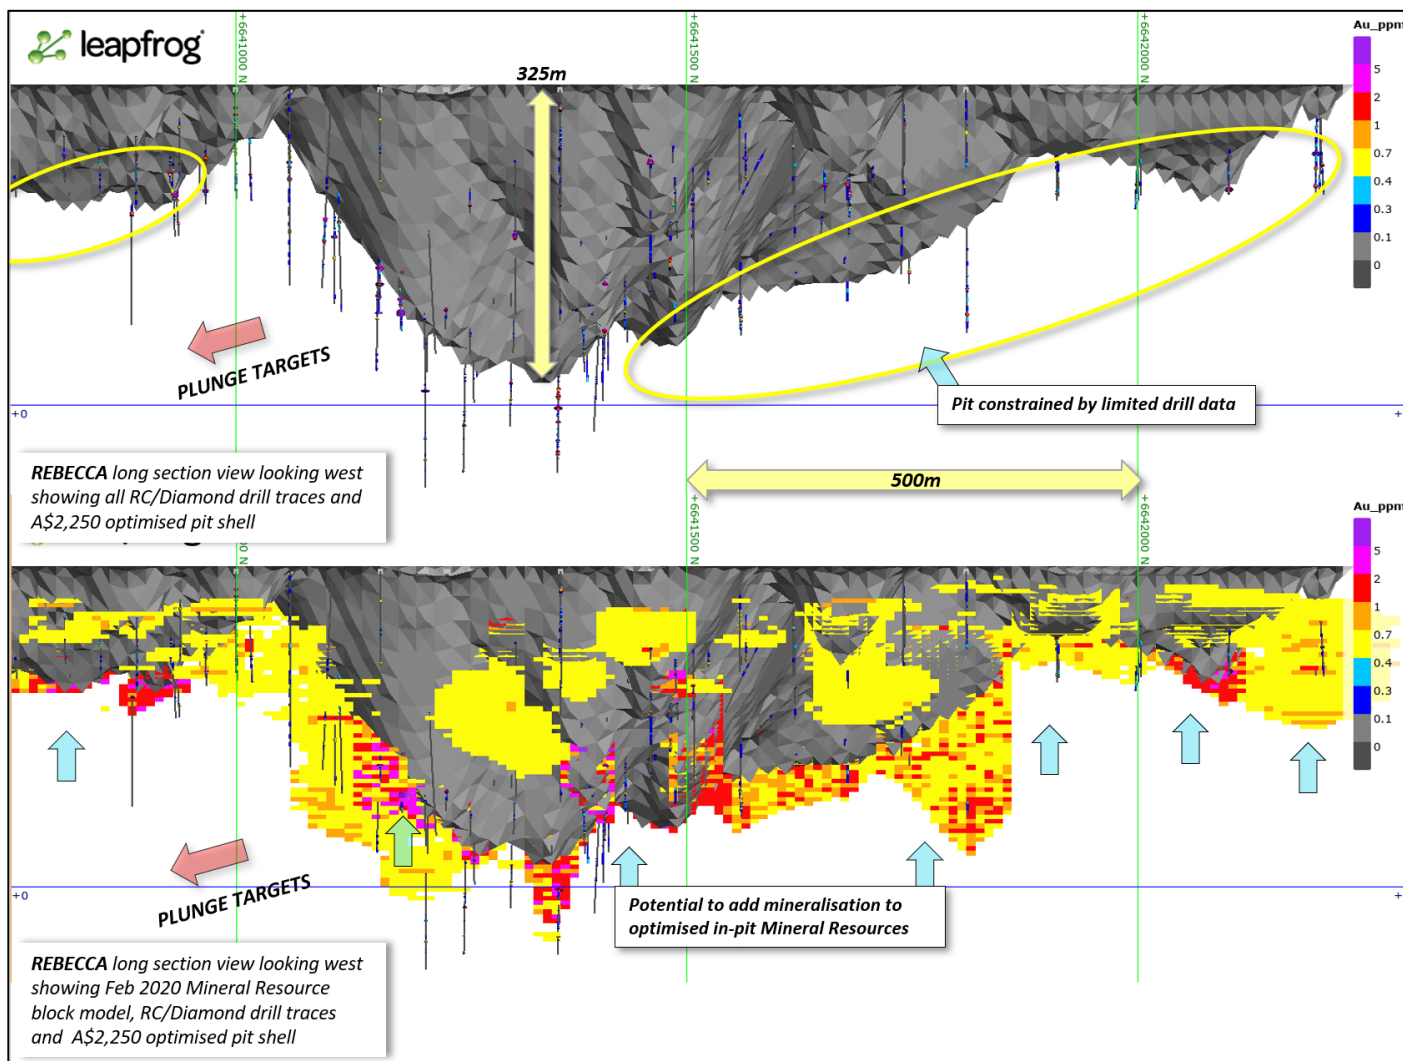 leapfrog
+6641000 N
+6641500 N
+6642000 N
Au_ppm
5
2
1
0.7
0.4
0.3
0.1
0
325m
PLUNGE TARGETS
Pit constrained by limited drill data
+0
+
REBECCA long section view looking west
showing all RC/Diamond drill traces and
A$2,250 optimised pit shell
500m
+6641500 N
+6642000 N
Au_ppm
5
2
1
0.7
0.4
0.3
0.1
0
PLUNGE TARGETS
+0
+
Potential to add mineralisation to
optimised in-pit Mineral Resources
REBECCA long section view looking west
showing Feb 2020 Mineral Resource
block model, RC/Diamond drill traces
and A$2,250 optimised pit shell